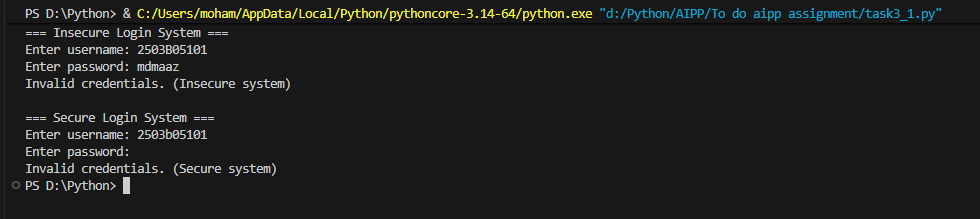 PS D:\Python> & C:/Users/moham/AppData/Local/Python/pythoncore-3.14-64/python.exe "d:/Python/AIPP/To do aipp assignment/task3_1.py"
=== Insecure Login System ===
Enter username: 2503B05101
Enter password: mdmaaz
Invalid credentials. (Insecure system)

=== Secure Login System ===
Enter username: 2503b05101
Enter password:
Invalid credentials. (Secure system)
PS D:\Python>